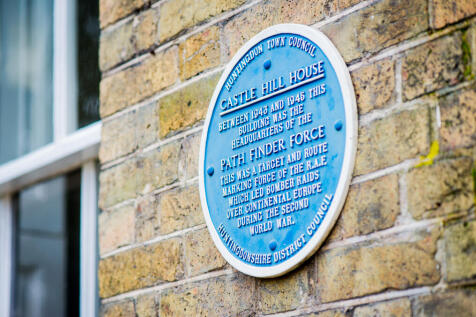 HUNTINGDON TOWN COUNCIL
CASTLE HILL HOUSE
BETWEEN 1943 AND 1945 THIS
BUILDING WAS THE
HEADQUARTERS OF THE
PATH FINDER FORCE
THIS WAS A TARGET AND ROUTE
MARKING FORCE OF THE R.A.F.
WHICH LED BOMBER RAIDS
OVER CONTINENTAL EUROPE
DURING THE SECOND
WORLD WAR.
HUNTINGDONSHIRE DISTRICT COUNCIL